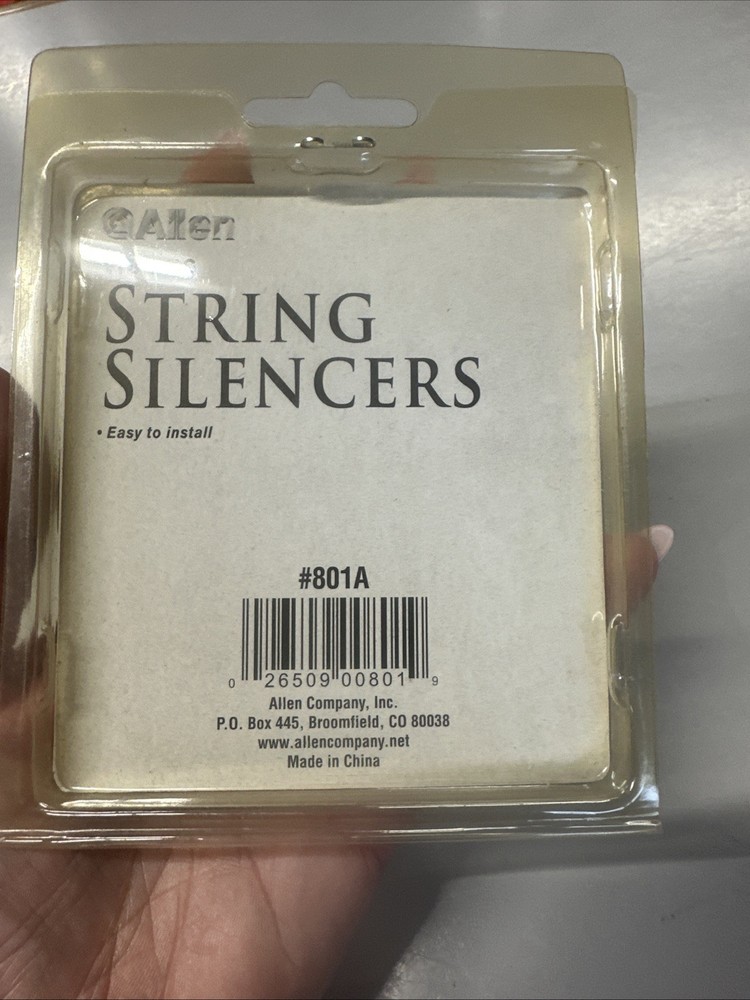 Allen
STRING
SILENCERS
• Easy to install
#801A
0 26509 00801 9
Allen Company, Inc.
P.O. Box 445, Broomfield, CO 80038
www.allencompany.net
Made in China